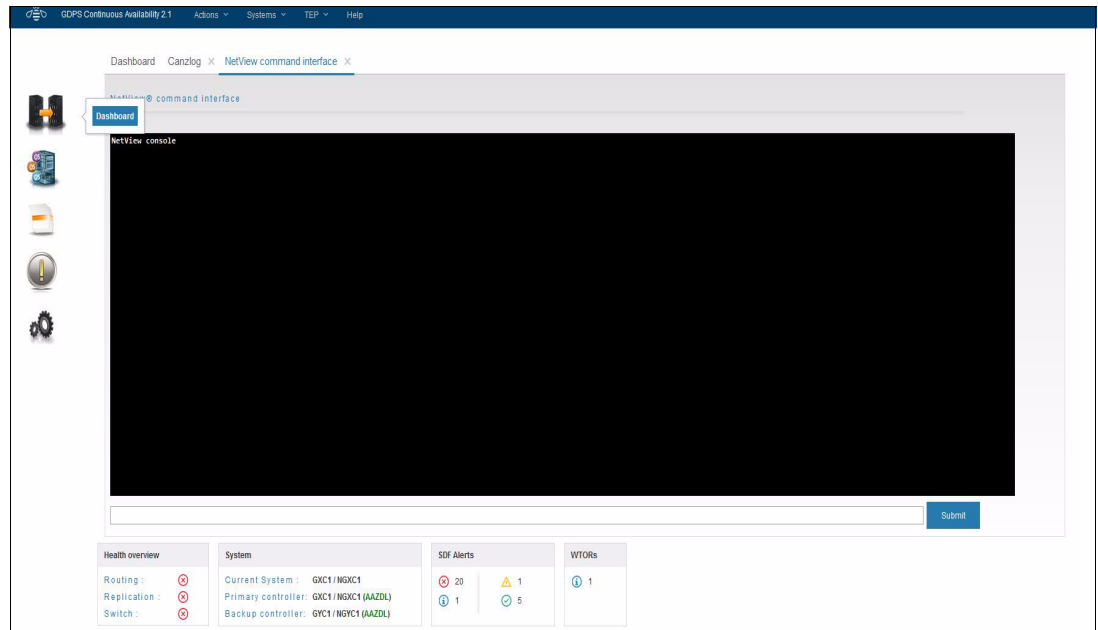 GDPS Continuous Availability 2.1 Actions Systems TEP Help
Dashboard Canzlog X NetView command interface X
NetView® command interface
Dashboard
NetView console
Submit
Health overview
Routing :
Replication :
Switch :
System
Current System : GXC1 / NGXC1
Primary controller: GXC1 / NGXC1 (AAZDL)
Backup controller: GYC1 / NGYC1 (AAZDL)
SDF Alerts
20 1
1 5
WTORs
1